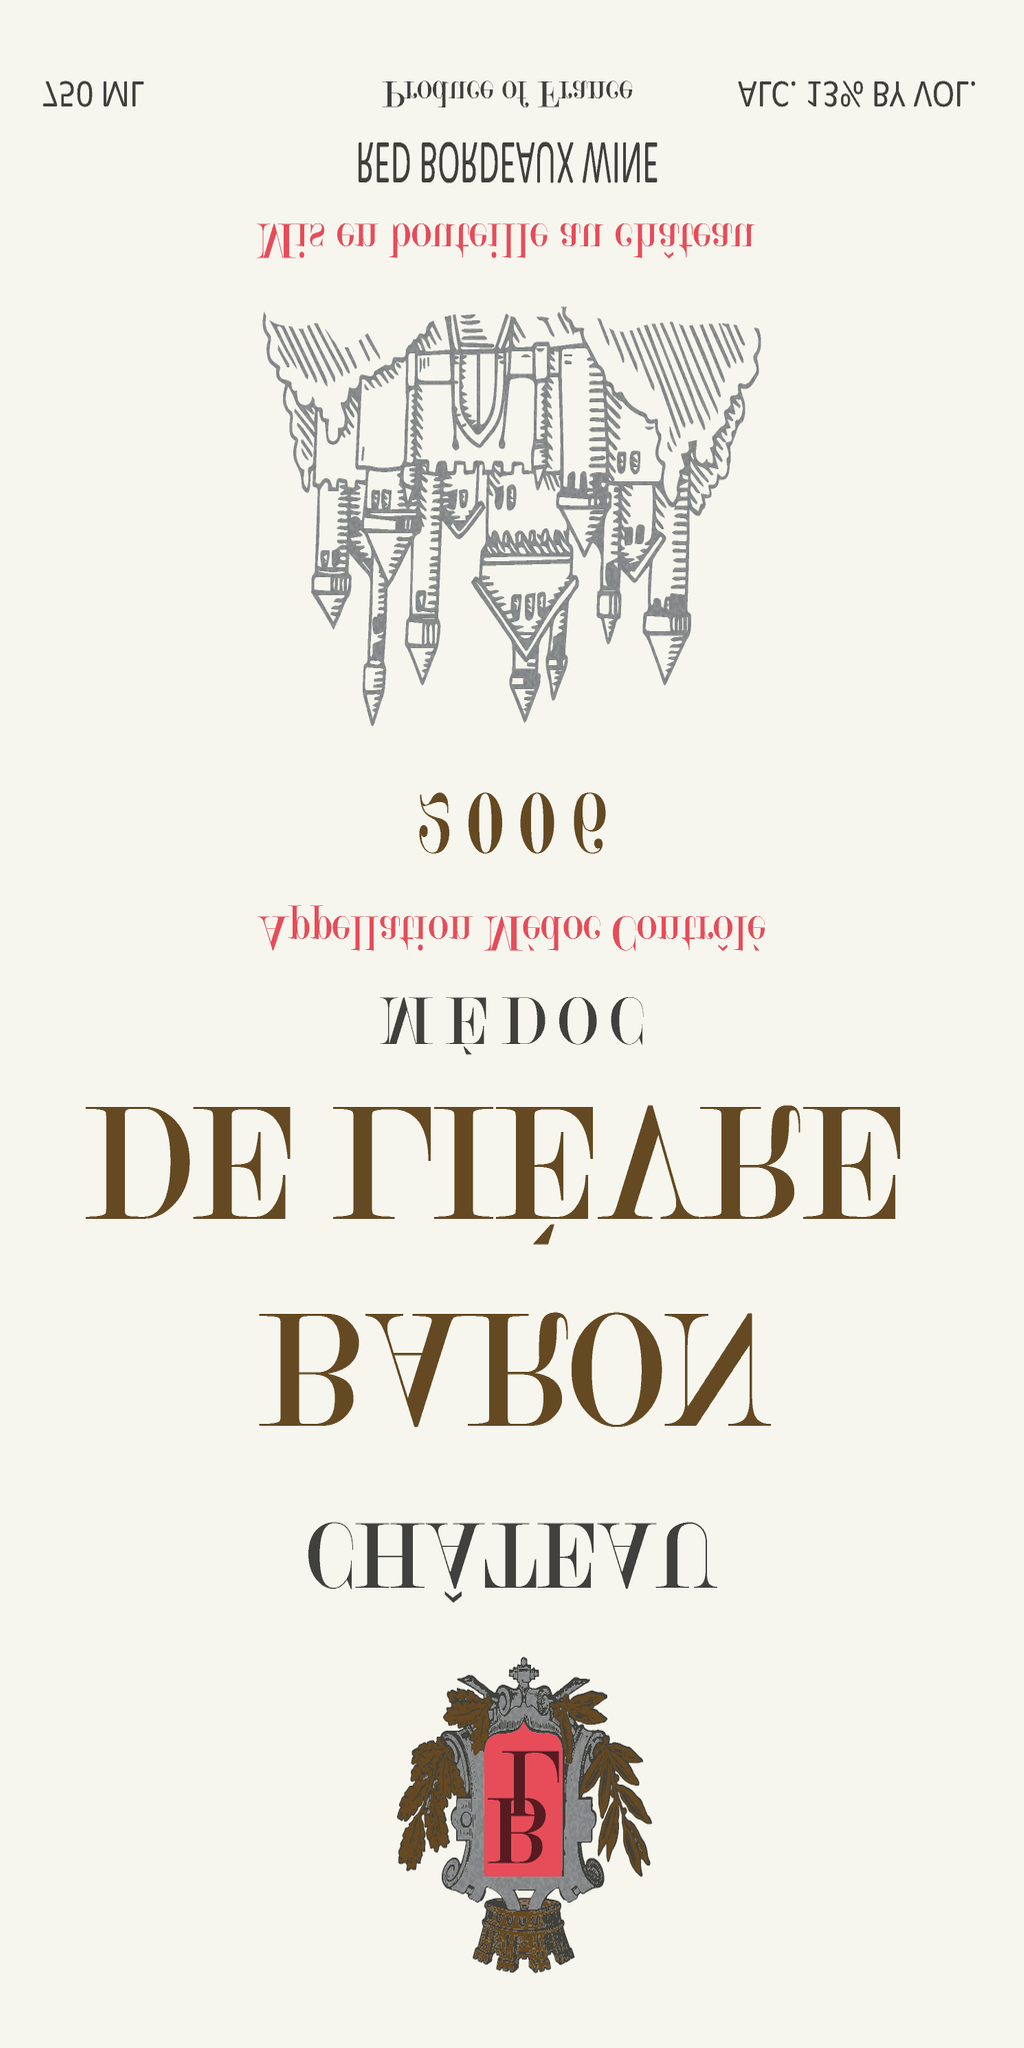 B
L
CHÂTEAU
BARON
DE LIÈVRE
MÉDOC
Appellation Médoc Contrôlé
2006
Mis en bouteille au château
RED BORDEAUX WINE
750 ML Produce of France ALC. 13% BY VOL.